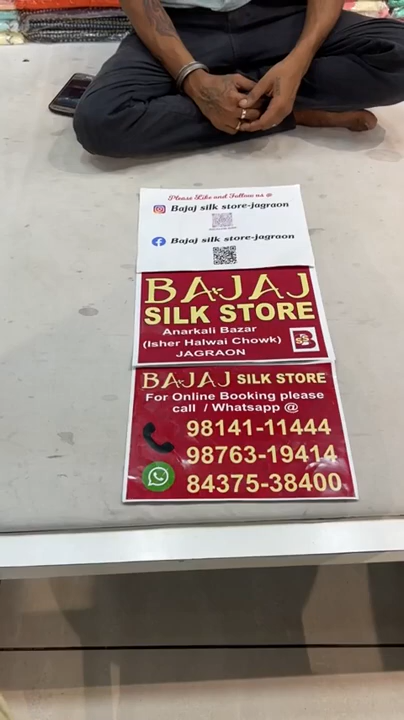 Please Like and Follow us @
Bajaj silk store-jagraon
Bajaj silk store-jagraon
BAJAJ
SILK STORE
Anarkali Bazar
(Isher Halwai Chowk)
JAGRAON
BAJAJ SILK STORE
For Online Booking please
call / Whatsapp @
98141-11444
98763-19414
84375-38400